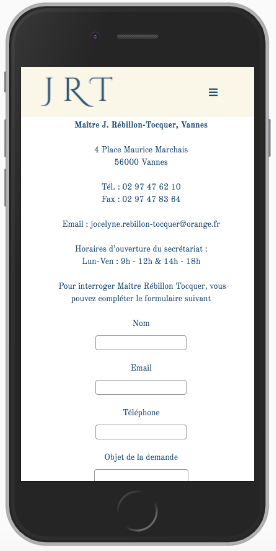 JRT
Maître J. Rébillon-Tocquer, Vannes
4 Place Maurice Marchais
56000 Vannes
Tél. : 02 97 47 62 10
Fax : 02 97 47 83 64
Email : jocelyne.rebillon-tocquer@orange.fr
Horaires d'ouverture du secrétariat :
Lun-Ven : 9h - 12h & 14h - 18h
Pour interroger Maître Rébillon Tocquer, vous
pouvez compléter le formulaire suivant
Nom
Email
Téléphone
Objet de la demande